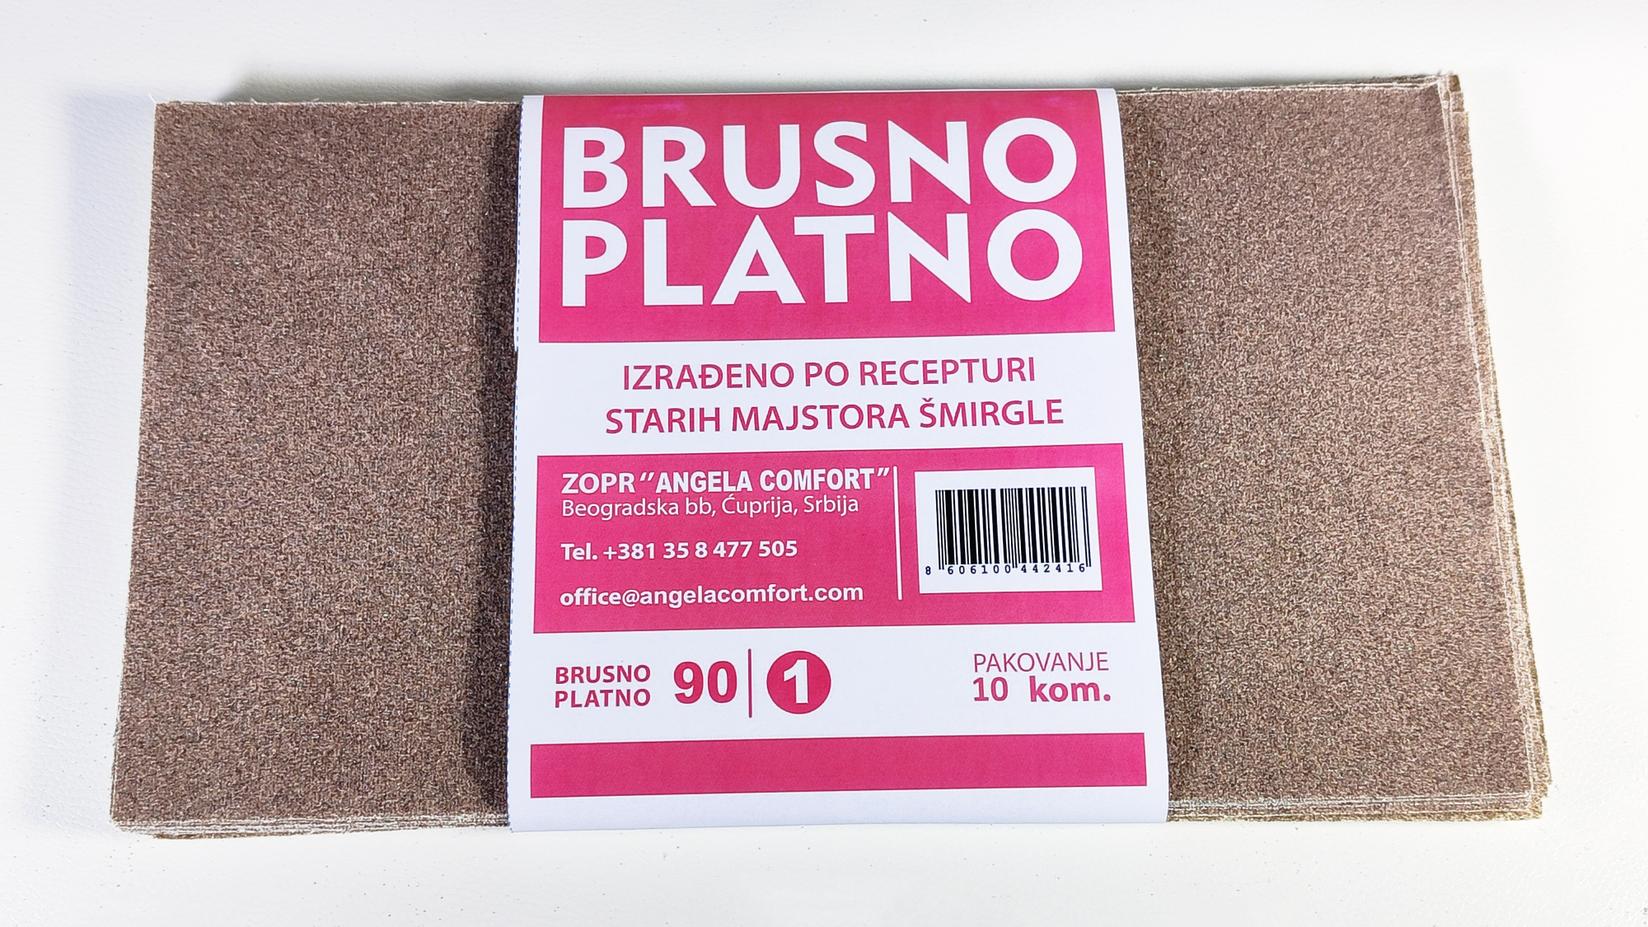 BRUSNO
PLATNO
IZRAĐENO PO RECEPTURI
STARIH MAJSTORA ŠMIRGLE
ZOPR "ANGELA COMFORT"
Beogradska bb, Ćuprija, Srbija
Tel. +381 35 8 477 505
office@angelacomfort.com
8 606100 442416
BRUSNO
PLATNO
90
1
PAKOVANJE
10 kom.